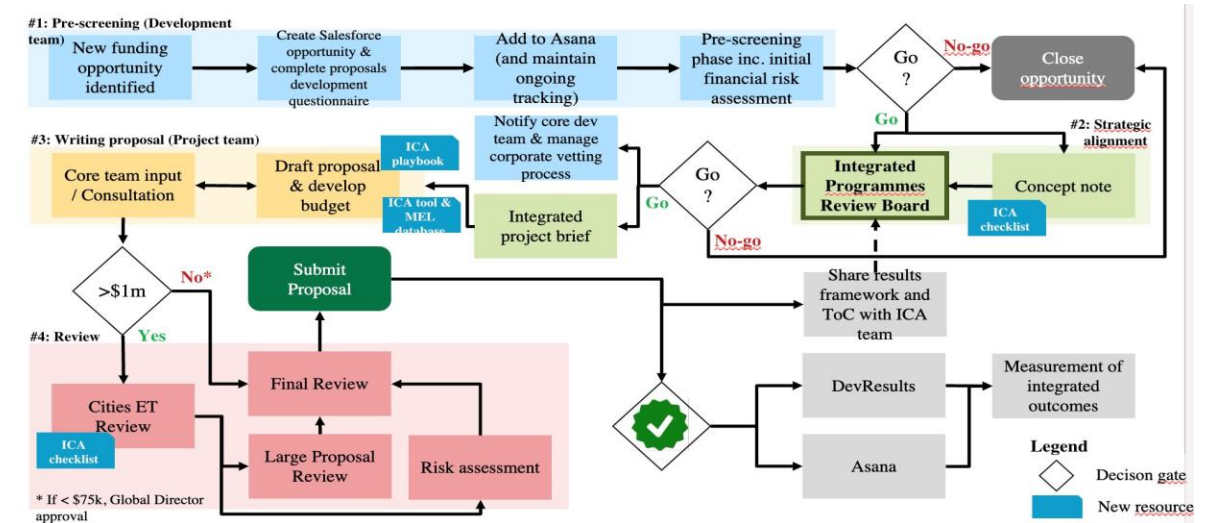 #1: Pre-screening (Development
team)
New funding
opportunity
identified
Create Salesforce
opportunity &
complete proposals
development
questionnaire
Add to Asana
(and maintain
ongoing
tracking)
Pre-screening
phase inc. initial
financial risk
assessment
Go
?
No-go
Close
opportunity
Go
#2: Strategic
alignment
#3: Writing proposal (Project team)
Core team input
/ Consultation
Draft proposal
& develop
budget
ICA
playbook
ICA tool &
MEL
database
Notify core dev
team & manage
corporate vetting
process
Integrated
project brief
Go
Go
?
No-go
Integrated
Programmes
Review Board
Concept note
ICA
checklist
>$1m
No*
Yes
Submit
Proposal
Share results
framework and
ToC with ICA
team
#4: Review
Final Review
Cities ET
Review
ICA
checklist
Large Proposal
Review
Risk assessment
* If < $75k, Global Director
approval
DevResults
Asana
Measurement of
integrated
outcomes
Legend
Decison gate
New resource